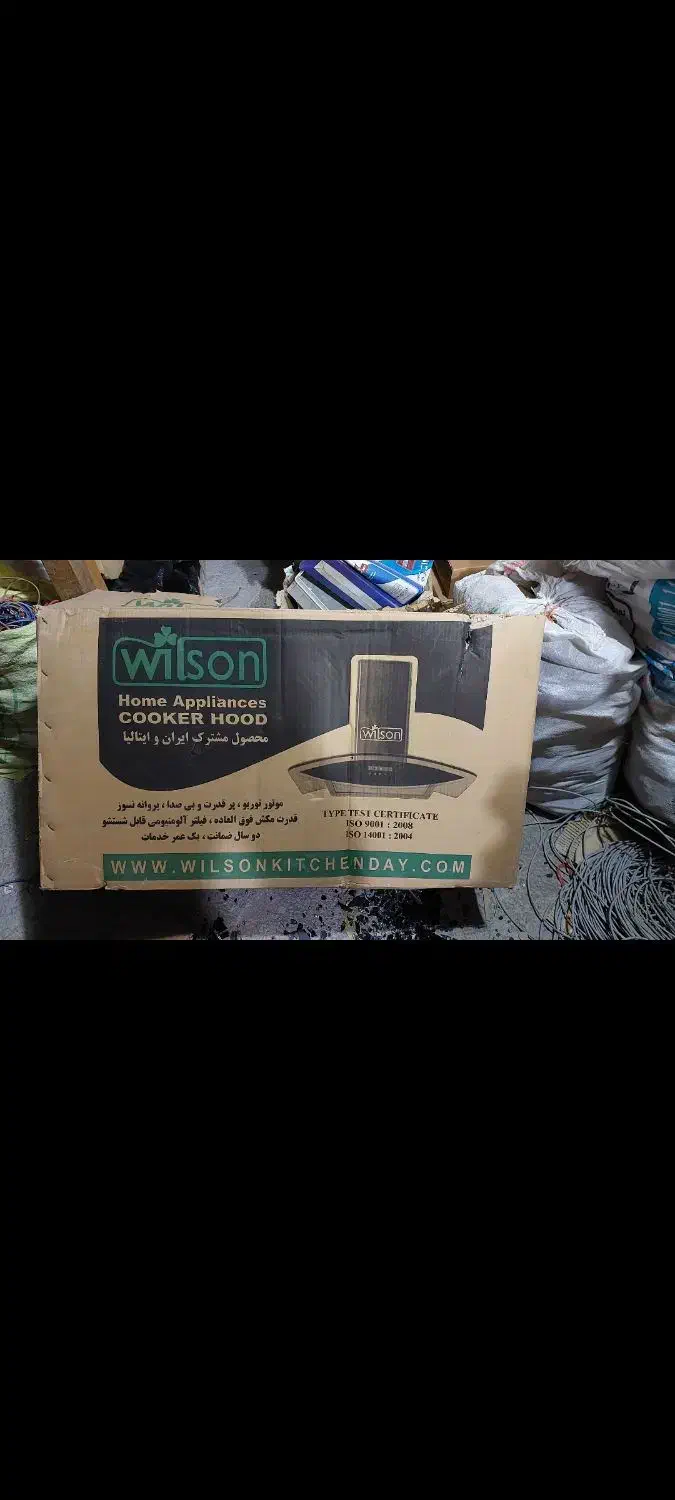 wilson
Home Appliances
COOKER HOOD
محصول مشترک ایران و ایتالیا
wilson
موتور توربو ، پر قدرت و بی صدا ، پروانه نسوز
قدرت مکش فوق العاده ، فیلتر آلومینیومی قابل شستشو
دو سال ضمانت ، یک عمر خدمات
TYPE TEST CERTIFICATE
ISO 9001 : 2008
ISO 14001 : 2004
WWW.WILSONKITCHENDAY.COM